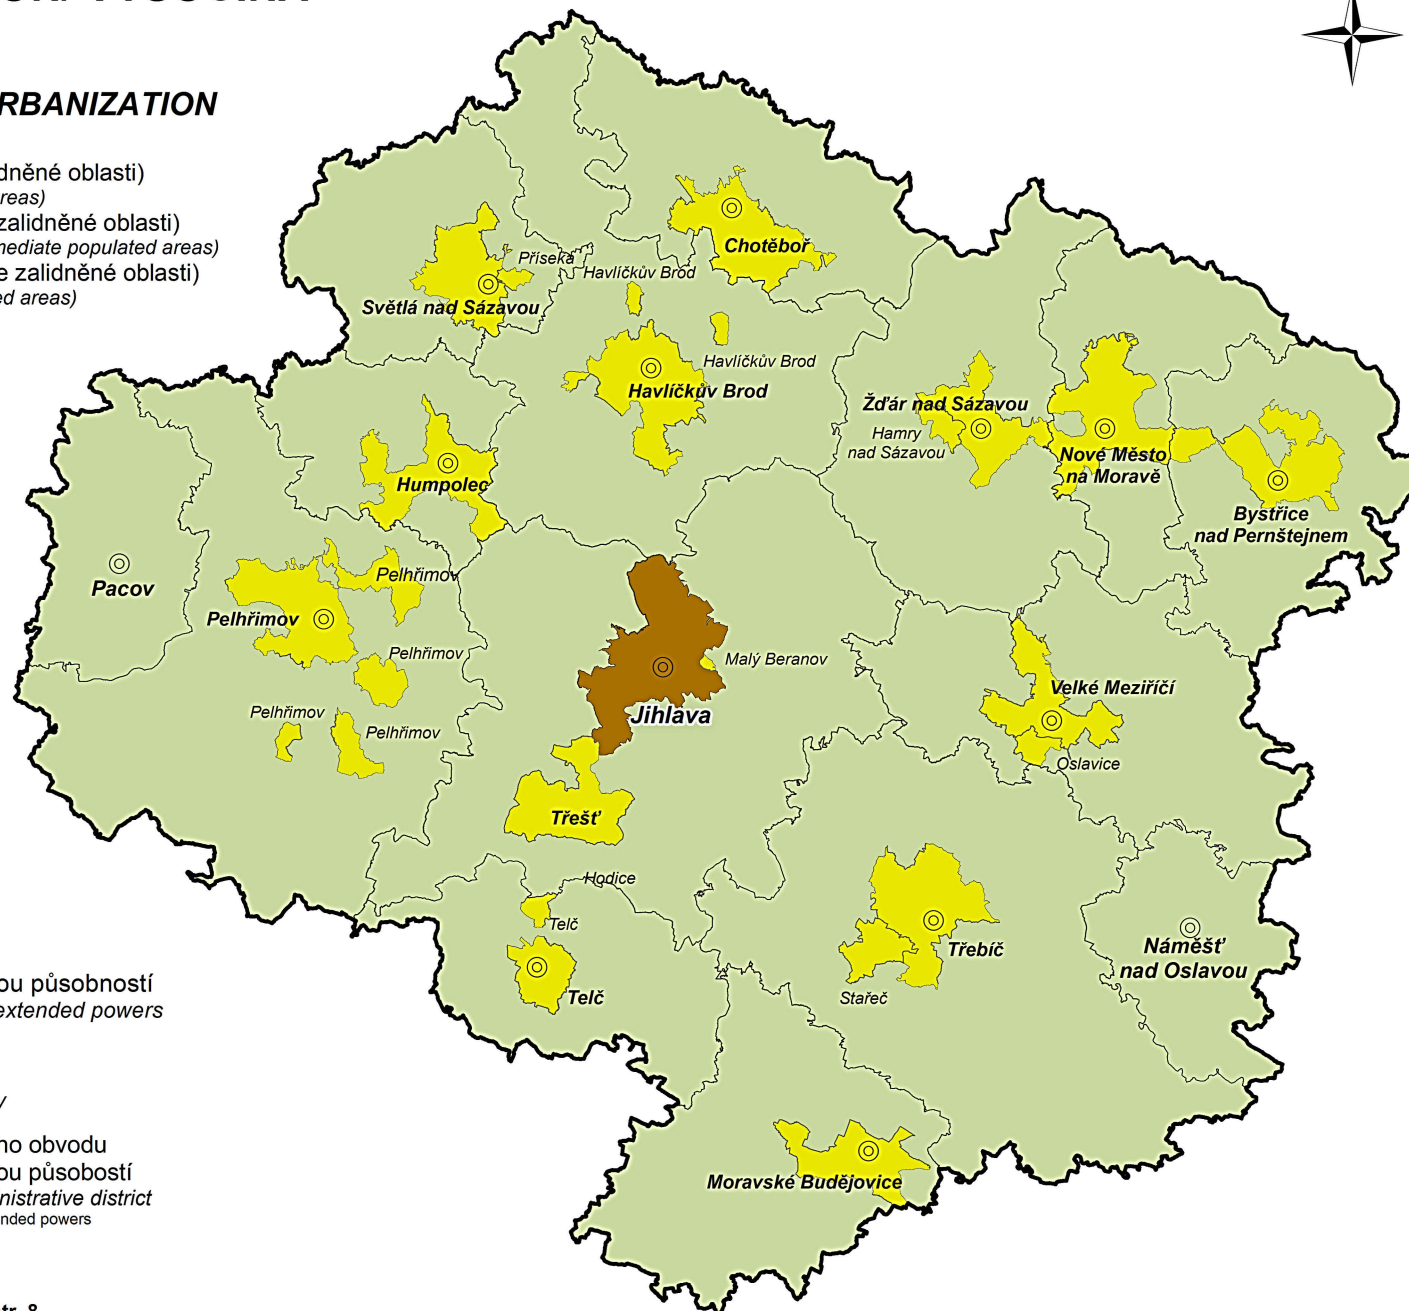 RBANIZATION
dněné oblasti)
reas)
zalidněné oblasti)
mediate populated areas)
e zalidněné oblasti)
ed areas)
Příseka
Havlíčkův Brod
Chotěboř
Světlá nad Sázavou
Havlíčkův Brod
Havlíčkův Brod
Žďár nad Sázavou
Hamry
nad Sázavou
Nové Město
na Moravě
Humpolec
Bystřice
nad Pernštejnem
Pacov
Pelhřimov
Pelhřimov
Pelhřimov
Malý Beranov
Velké Meziříčí
Pelhřimov
Pelhřimov
Jihlava
Oslavice
Třešť
Hodice
Telč
Telč
Třebíč
Stařeč
Náměšť
nad Oslavou
ou působností
extended powers
y
no obvodu
ou působostí
nistrative district
nded powers
Moravské Budějovice
tr. 8